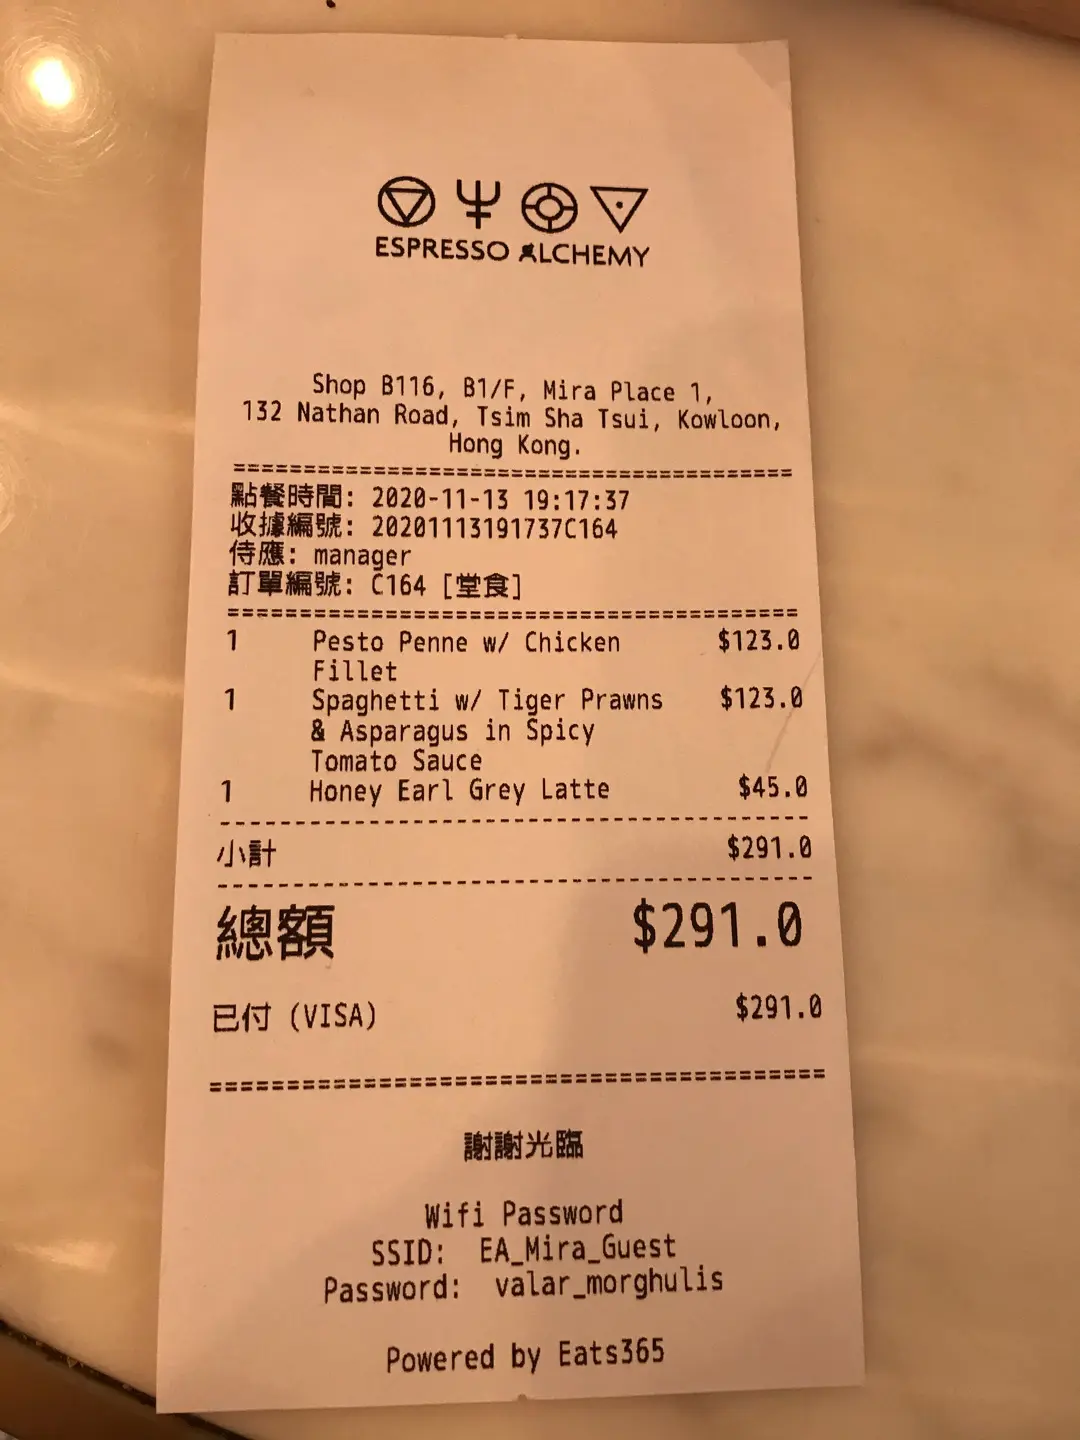 ESPRESSO ALCHEMY
Shop B116, B1/F, Mira Place 1,
132 Nathan Road, Tsim Sha Tsui, Kowloon,
Hong Kong.
========================================
點餐時間: 2020-11-13 19:17:37
收據編號: 20201113191737C164
侍應: manager
訂單編號: C164 [堂食]
========================================
1 Pesto Penne w/ Chicken $123.0
Fillet
1 Spaghetti w/ Tiger Prawns $123.0
& Asparagus in Spicy
Tomato Sauce
1 Honey Earl Grey Latte $45.0
----------------------------------------
小計 $291.0
----------------------------------------
總額 $291.0
已付 (VISA) $291.0
========================================
謝謝光臨
Wifi Password
SSID: EA_Mira_Guest
Password: valar_morghulis
Powered by Eats365